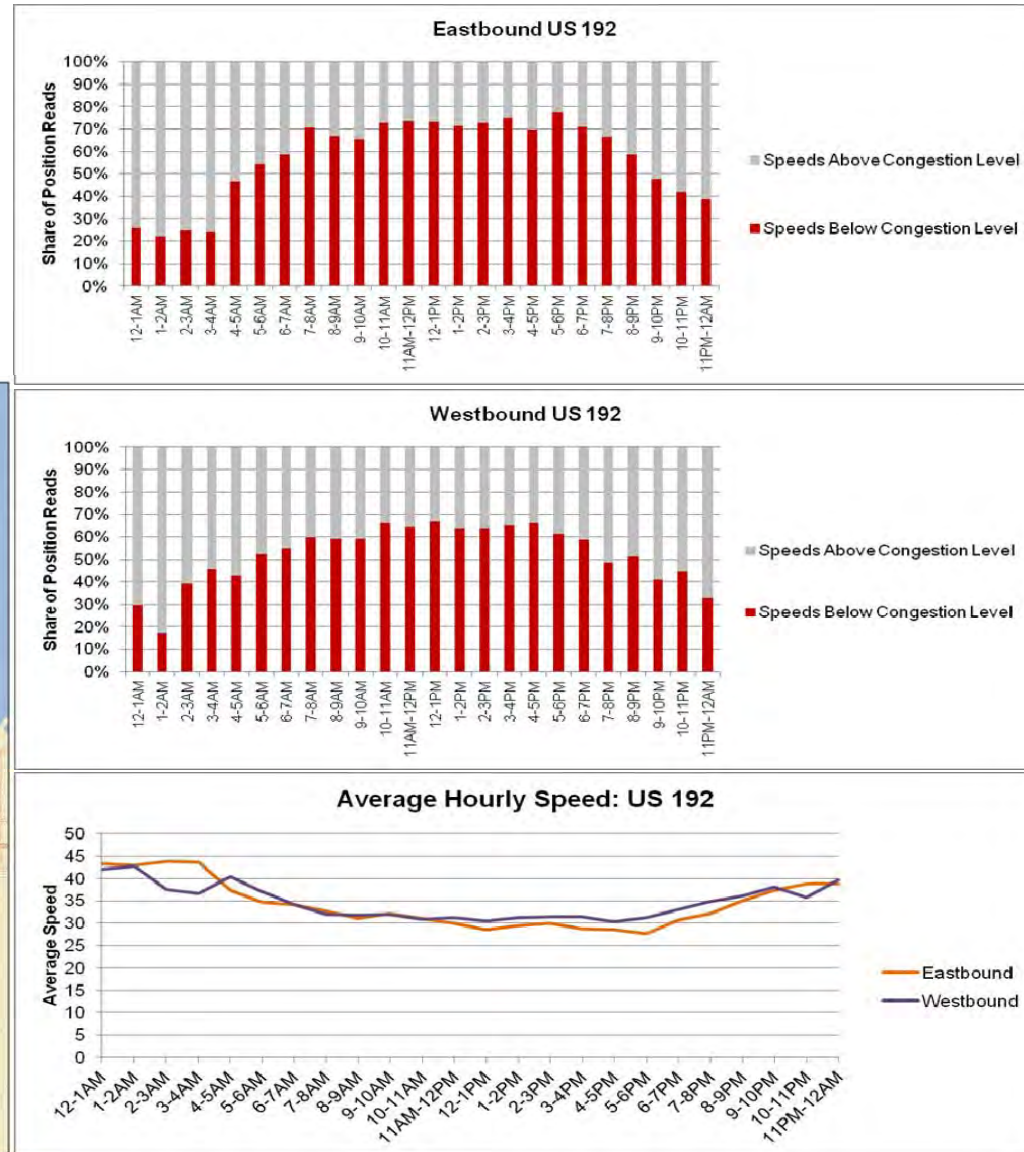 Eastbound US 192
Share of Position Reads
100%
90%
80%
70%
60%
50%
40%
30%
20%
10%
0%
12-1AM
1-2AM
2-3AM
3-4AM
4-5AM
5-6AM
6-7AM
7-8AM
8-9AM
9-10AM
10-11AM
11AM-12PM
12-1PM
1-2PM
2-3PM
3-4PM
4-5PM
5-6PM
6-7PM
7-8PM
8-9PM
9-10PM
10-11PM
11PM-12AM
Speeds Above Congestion Level
Speeds Below Congestion Level
Westbound US 192
Share of Position Reads
100%
90%
80%
70%
60%
50%
40%
30%
20%
10%
0%
12-1AM
1-2AM
2-3AM
3-4AM
4-5AM
5-6AM
6-7AM
7-8AM
8-9AM
9-10AM
10-11AM
11AM-12PM
12-1PM
1-2PM
2-3PM
3-4PM
4-5PM
5-6PM
6-7PM
7-8PM
8-9PM
9-10PM
10-11PM
11PM-12AM
Speeds Above Congestion Level
Speeds Below Congestion Level
Average Hourly Speed: US 192
Average Speed
50
45
40
35
30
25
20
15
10
5
0
12-1AM
1-2AM
2-3AM
3-4AM
4-5AM
5-6AM
6-7AM
7-8AM
8-9AM
9-10AM
10-11AM
11AM-12PM
12-1PM
1-2PM
2-3PM
3-4PM
4-5PM
5-6PM
6-7PM
7-8PM
8-9PM
9-10PM
10-11PM
11PM-12AM
Eastbound
Westbound